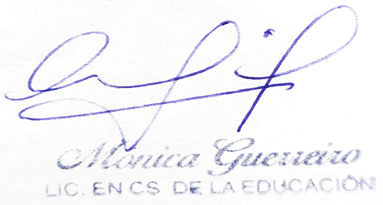 Monica Guerreiro
LIC. EN CS. DE LA EDUCACIÓN